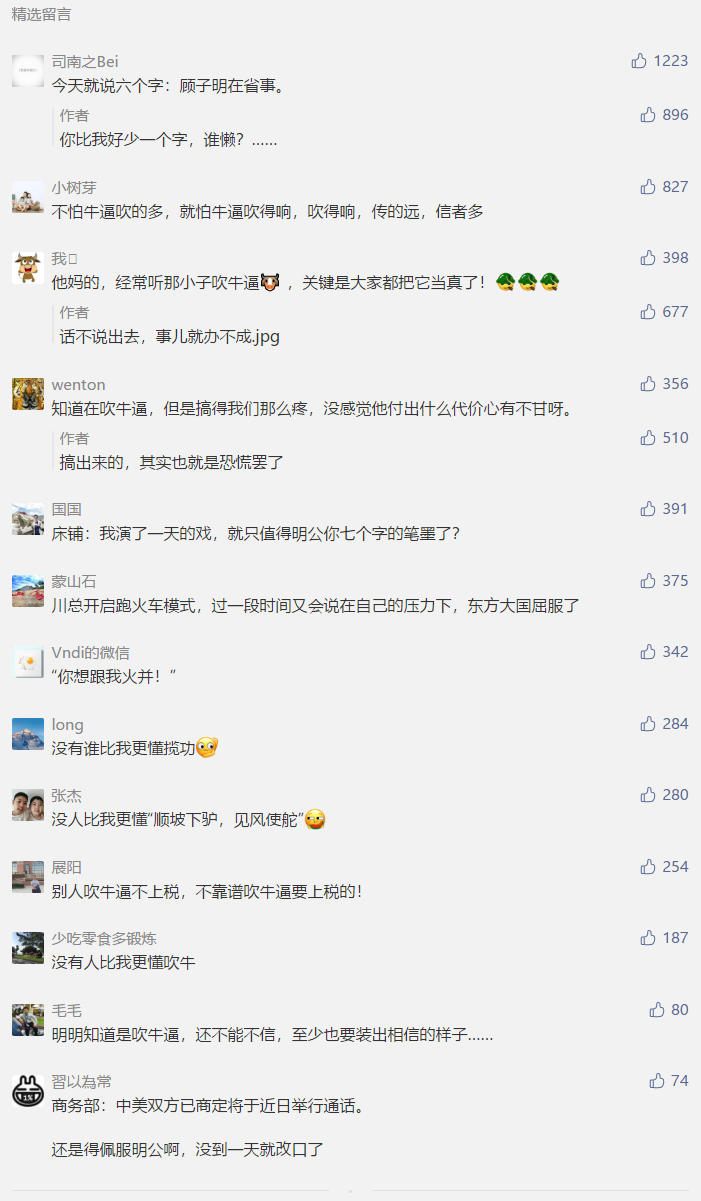 精选留言
司南之Bei
1223
今天就说六个字：顾子明在省事。
作者
896
你比我好少一个字，谁懒？……
小树芽
827
不怕牛逼吹的多，就怕牛逼吹得响，吹得响，传的远，信者多
我
398
他妈的，经常听那小子吹牛逼，关键是大家都把它当真了！
作者
677
话不说出去，事儿就办不成.jpg
wenton
356
知道在吹牛逼，但是搞得我们那么疼，没感觉他付出什么代价心有不甘呀。
作者
510
搞出来的，其实也就是恐慌罢了
国国
391
床铺：我演了一天的戏，就只值得明公你七个字的笔墨了？
蒙山石
375
川总开启跑火车模式，过一段时间又会说在自己的压力下，东方大国屈服了
Vndi的微信
342
“你想跟我火并！”
long
284
没有谁比我更懂揽功
张杰
280
没人比我更懂“顺坡下驴，见风使舵”
展阳
254
别人吹牛逼不上税，不靠谱吹牛逼要上税的！
少吃零食多锻炼
187
没有人比我更懂吹牛
毛毛
80
明明知道是吹牛逼，还不能不信，至少也要装出相信的样子……
習以為常
74
商务部：中美双方已商定将于近日举行通话。
还是得佩服明公啊，没到一天就改口了